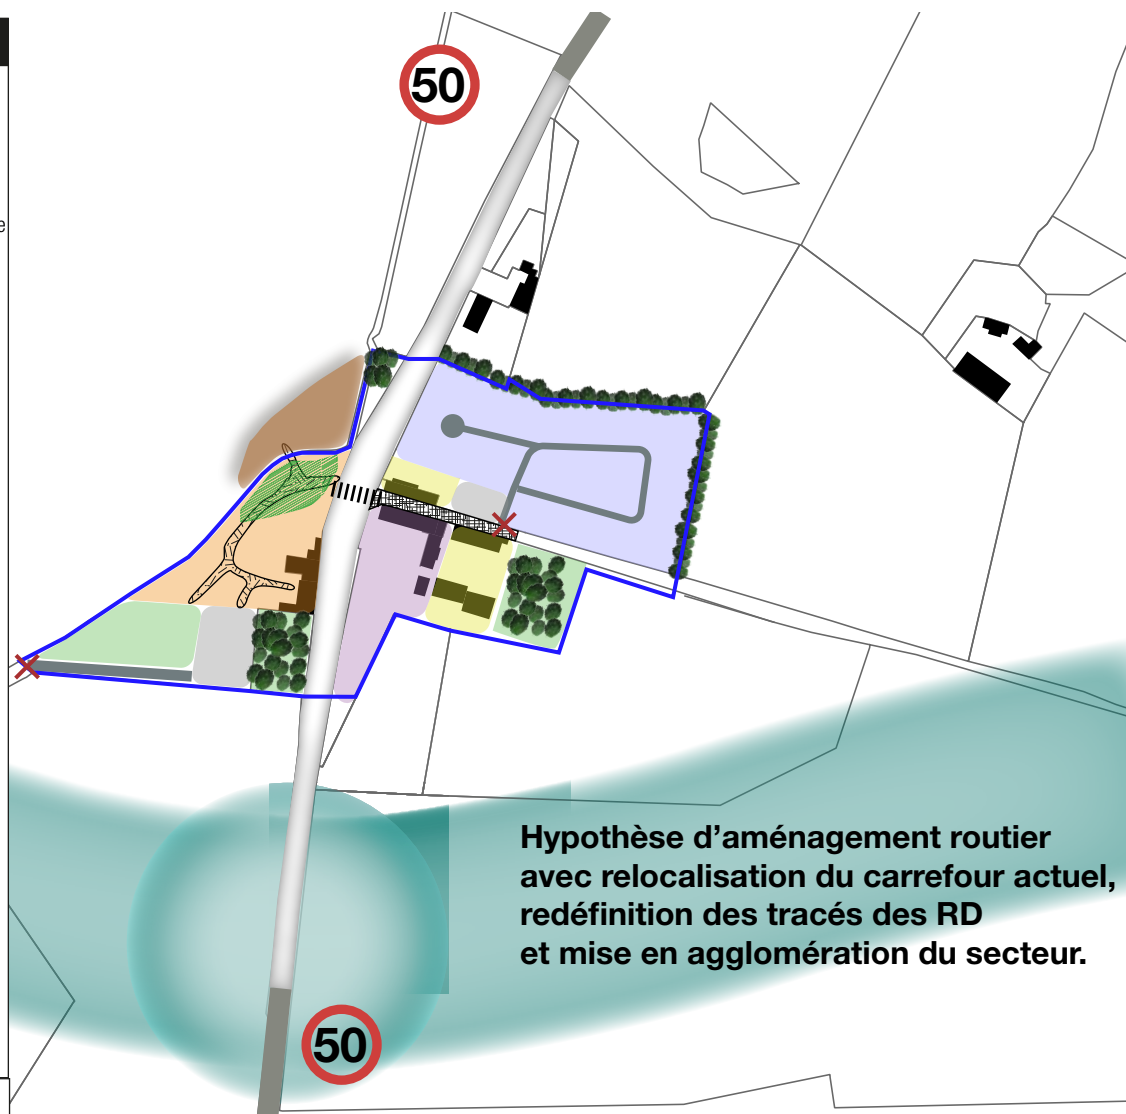 50
e
Hypothèse d’aménagement routier
avec relocalisation du carrefour actuel,
redéfinition des tracés des RD
et mise en agglomération du secteur.
50